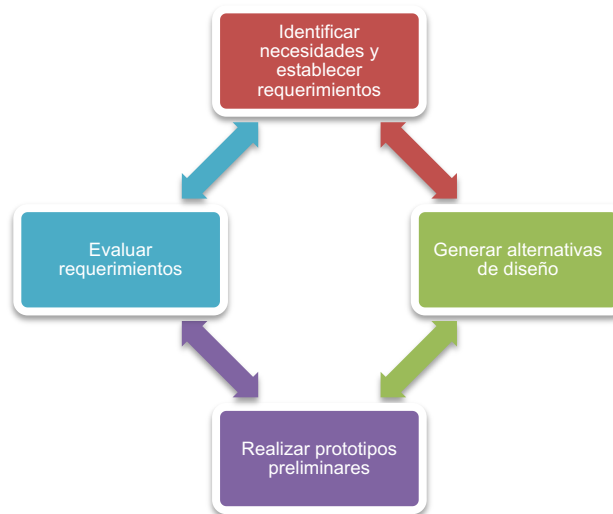 Identificar
necesidades y
establecer
requerimientos
Evaluar
requerimientos
Generar alternativas
de diseño
Realizar prototipos
preliminares